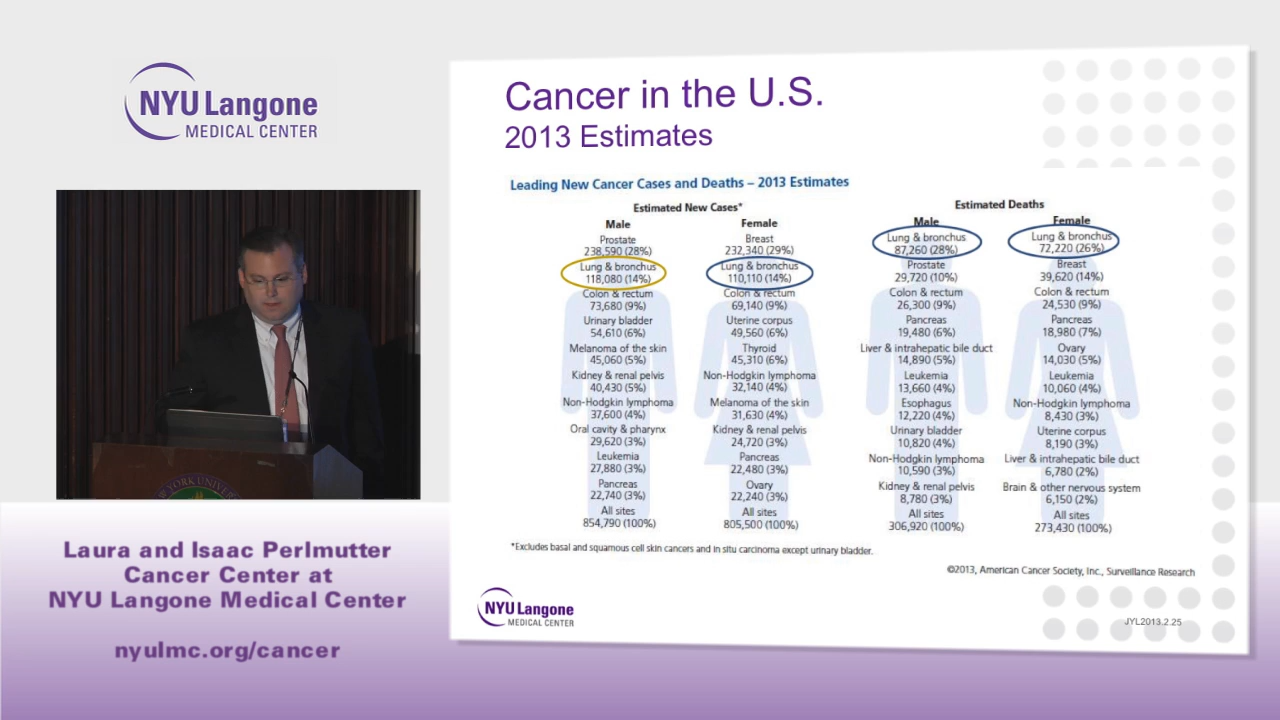 NYU Langone
MEDICAL CENTER
YORK UNIVER
Laura and Isaac Perlmutter
Cancer Center at
NYU Langone Medical Center
nyulmc.org/cancer
Cancer in the U.S.
2013 Estimates
Leading New Cancer Cases and Deaths – 2013 Estimates
Estimated New Cases*
Male
Prostate
238,590 (28%)
Lung & bronchus
118,080 (14%)
Colon & rectum
73,680 (9%)
Urinary bladder
54,610 (6%)
Melanoma of the skin
45,060 (5%)
Kidney & renal pelvis
40,430 (5%)
Non-Hodgkin lymphoma
37,600 (4%)
Oral cavity & pharynx
29,620 (3%)
Leukemia
27,880 (3%)
Pancreas
22,740 (3%)
All sites
854,790 (100%)
Female
Breast
232,340 (29%)
Lung & bronchus
110,110 (14%)
Colon & rectum
69,140 (9%)
Uterine corpus
49,560 (6%)
Thyroid
45,310 (6%)
Non-Hodgkin lymphoma
32,140 (4%)
Melanoma of the skin
31,630 (4%)
Kidney & renal pelvis
24,720 (3%)
Pancreas
22,480 (3%)
Ovary
22,240 (3%)
All sites
805,500 (100%)
Estimated Deaths
Male
Lung & bronchus
87,260 (28%)
Prostate
29,720 (10%)
Colon & rectum
26,300 (9%)
Pancreas
19,480 (6%)
Liver & intrahepatic bile duct
14,890 (5%)
Leukemia
13,660 (4%)
Esophagus
12,220 (4%)
Urinary bladder
10,820 (4%)
Non-Hodgkin lymphoma
10,590 (3%)
Kidney & renal pelvis
8,780 (3%)
All sites
306,920 (100%)
Female
Lung & bronchus
72,220 (26%)
Breast
39,620 (14%)
Colon & rectum
24,530 (9%)
Pancreas
18,980 (7%)
Ovary
14,030 (5%)
Leukemia
10,060 (4%)
Non-Hodgkin lymphoma
8,430 (3%)
Uterine corpus
8,190 (3%)
Liver & intrahepatic bile duct
6,780 (2%)
Brain & other nervous system
6,150 (2%)
All sites
273,430 (100%)
*Excludes basal and squamous cell skin cancers and in situ carcinoma except urinary bladder.
©2013, American Cancer Society, Inc., Surveillance Research
NYU Langone
MEDICAL CENTER
JYL2013.2.25